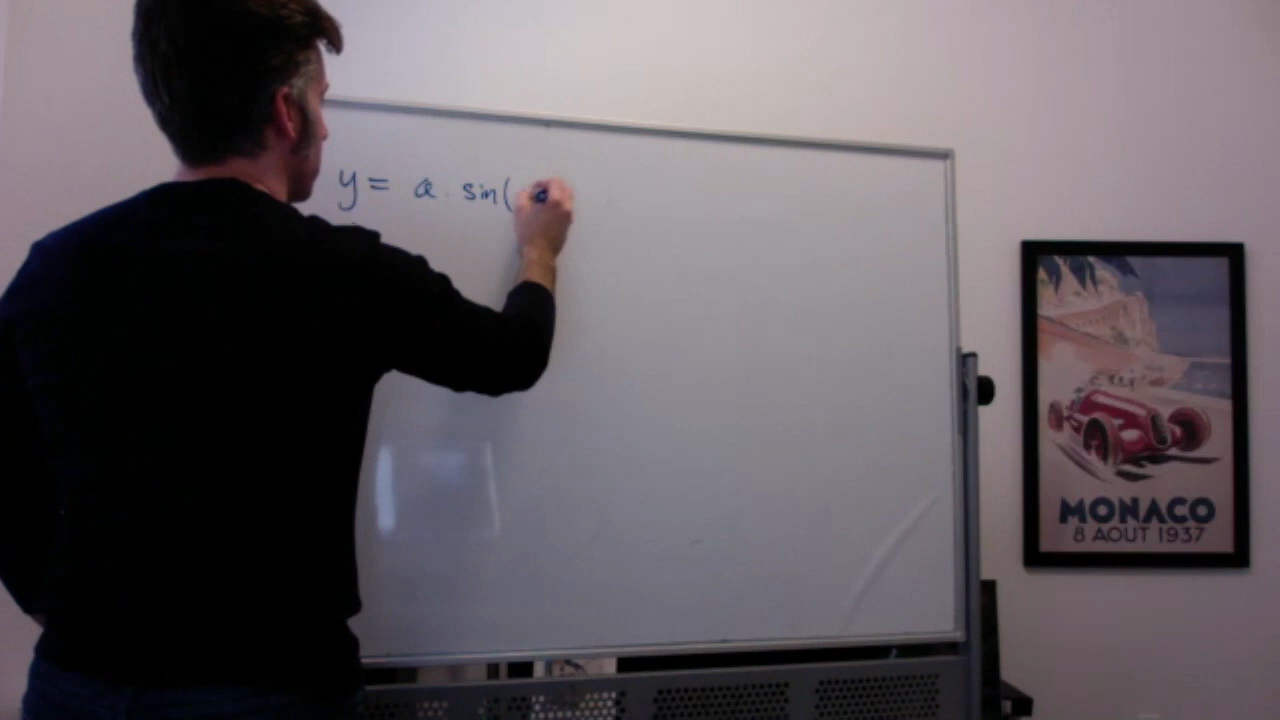 y = a . sin(
MONACO
8 AOUT 1937